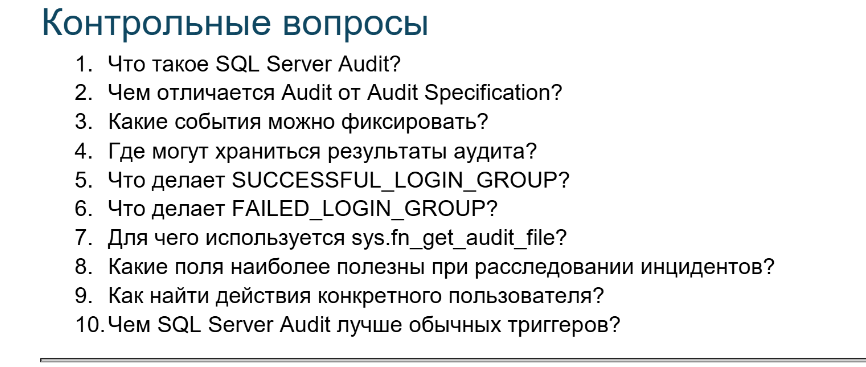 Контрольные вопросы
1. Что такое SQL Server Audit?
2. Чем отличается Audit от Audit Specification?
3. Какие события можно фиксировать?
4. Где могут храниться результаты аудита?
5. Что делает SUCCESSFUL_LOGIN_GROUP?
6. Что делает FAILED_LOGIN_GROUP?
7. Для чего используется sys.fn_get_audit_file?
8. Какие поля наиболее полезны при расследовании инцидентов?
9. Как найти действия конкретного пользователя?
10. Чем SQL Server Audit лучше обычных триггеров?